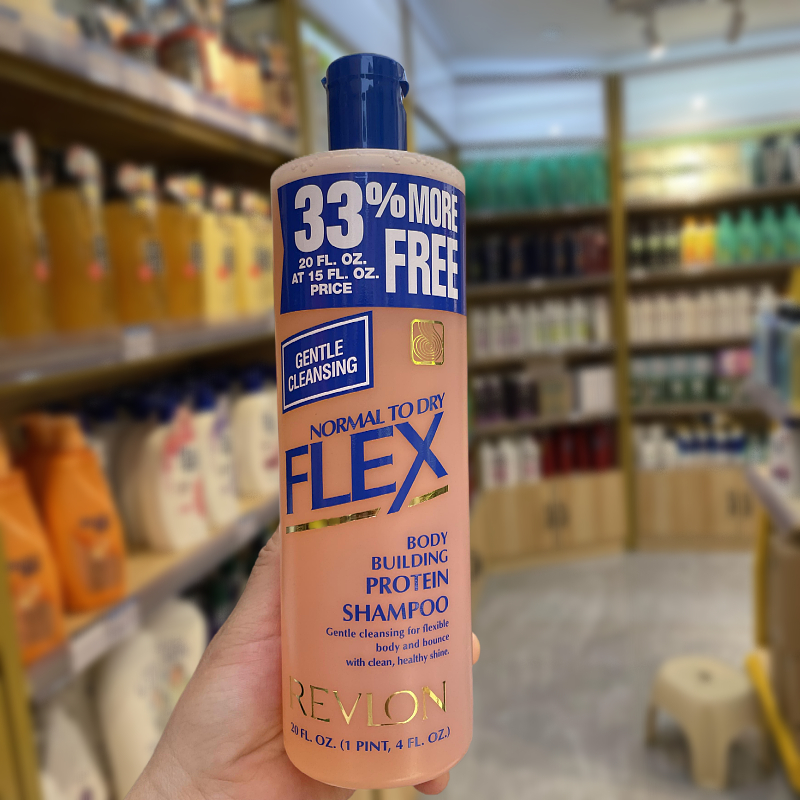 33% MORE
FREE
20 FL. OZ.
AT 15 FL. OZ.
PRICE
GENTLE
CLEANSING
NORMAL TO DRY
FLEX
BODY
BUILDING
PROTEIN
SHAMPOO
Gentle cleansing for flexible
body and bounce
with clean, healthy shine.
REVLON
20 FL. OZ. (1 PINT, 4 FL. OZ.)